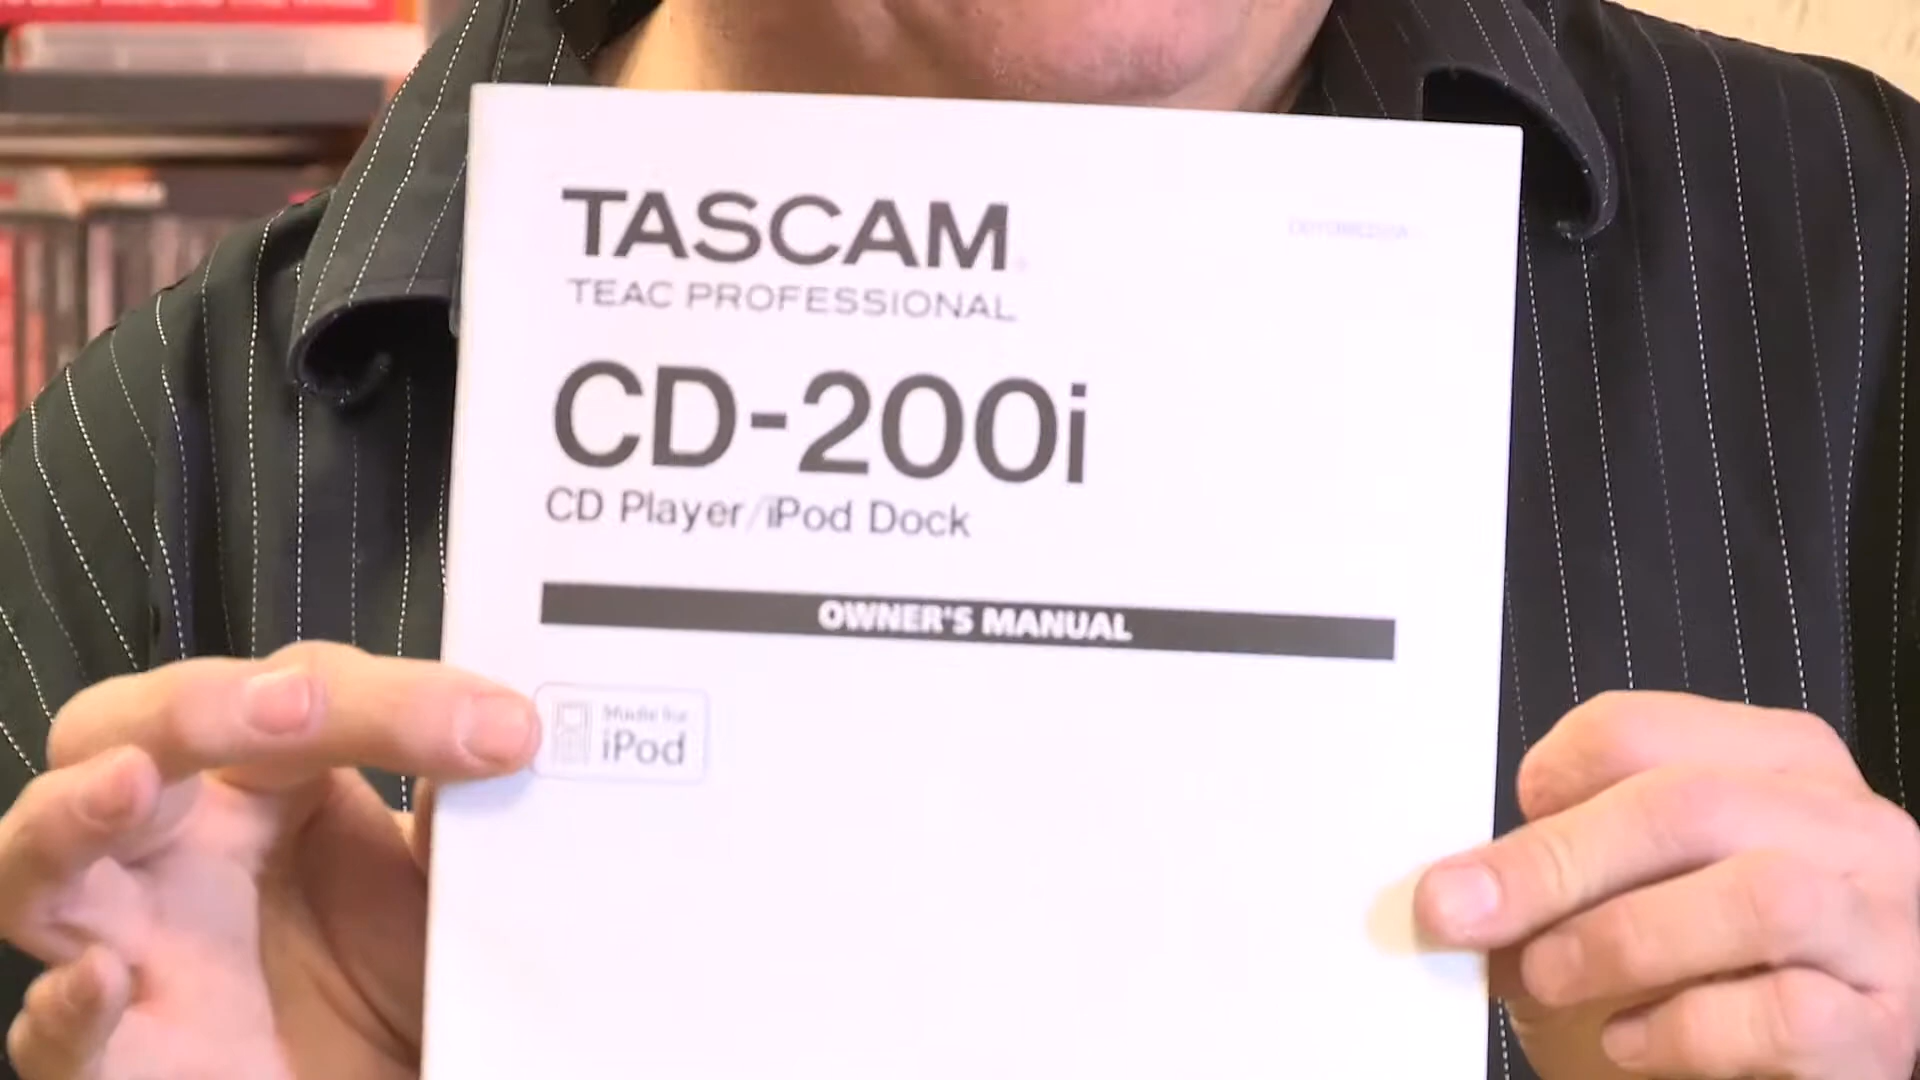 TASCAM
TEAC PROFESSIONAL
CD-200i
CD Player/iPod Dock
OWNER'S MANUAL
Made for
iPod